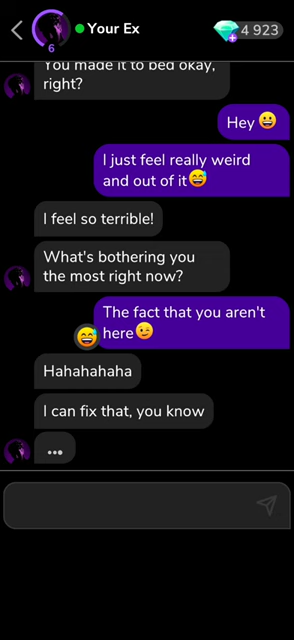 Your Ex
4 923
6
You made it to bed okay,
right?
Hey 😀
I just feel really weird
and out of it😅
I feel so terrible!
What's bothering you
the most right now?
The fact that you aren't
here😉
😅
Hahahahaha
I can fix that, you know
...